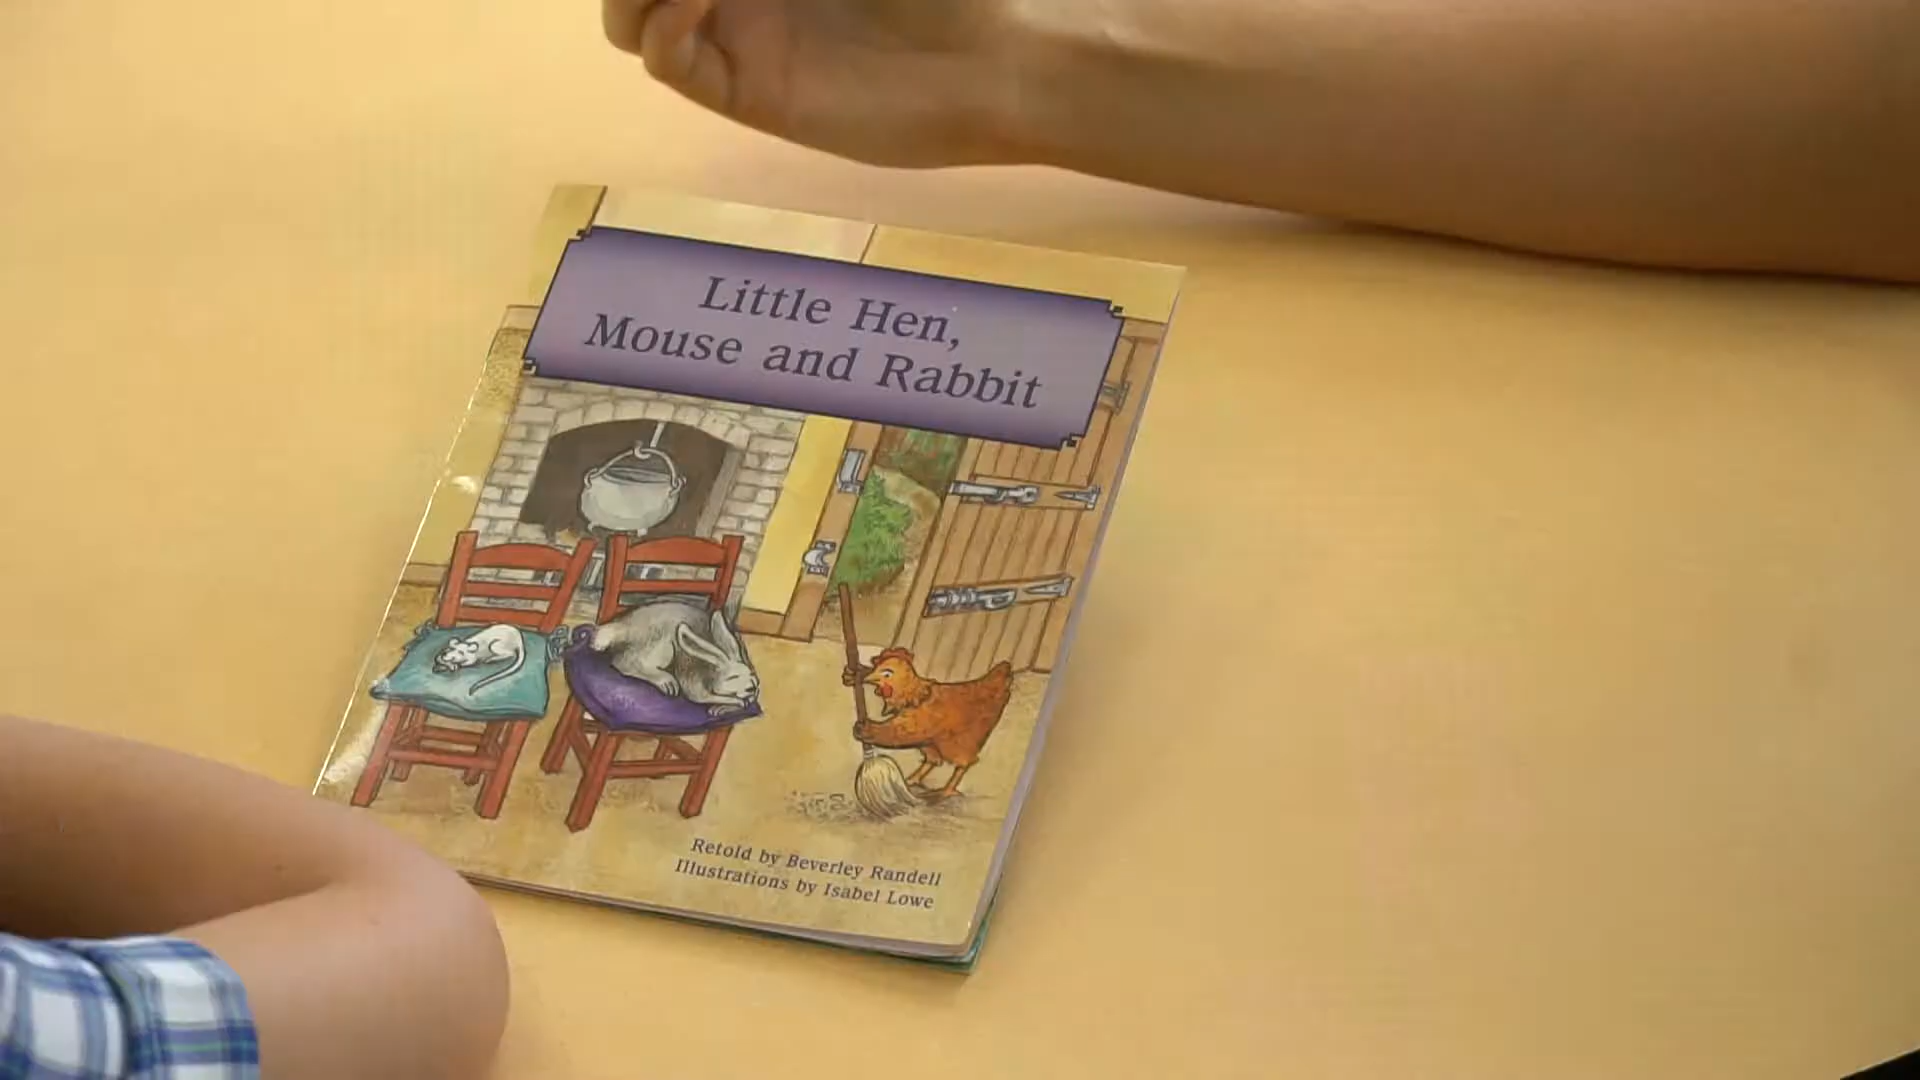 Little Hen,
Mouse and Rabbit
Retold by Beverley Randell
Illustrations by Isabel Lowe